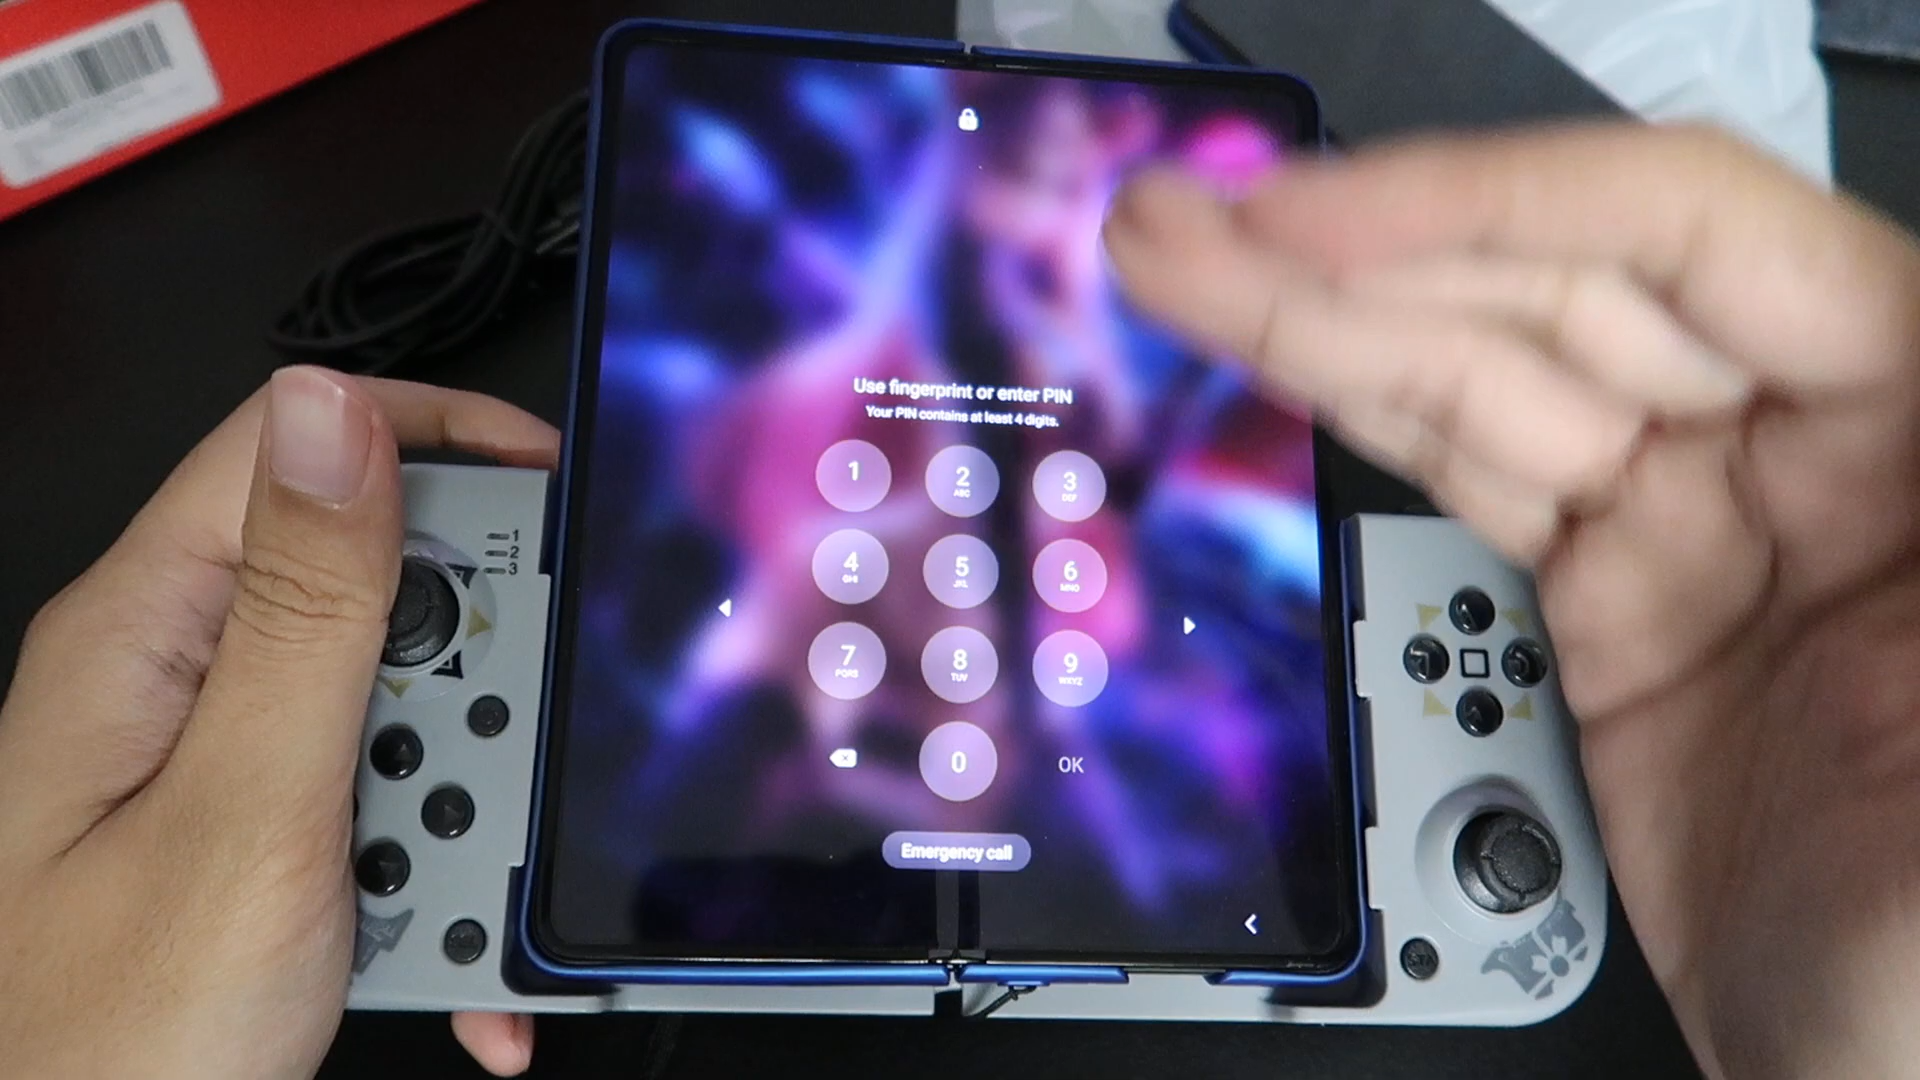 Use fingerprint or enter PIN
Your PIN contains at least 4 digits.
1
2
ABC
3
DEF
4
GHI
5
JKL
6
MNO
7
PQRS
8
TUV
9
WXYZ
0
OK
Emergency call
1
2
3